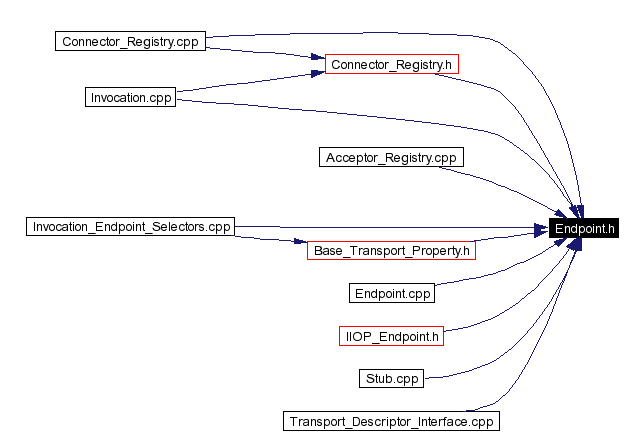 Connector_Registry.cpp
Connector_Registry.h
Invocation.cpp
Acceptor_Registry.cpp
Invocation_Endpoint_Selectors.cpp
Endpoint.h
Base_Transport_Property.h
Endpoint.cpp
IIOP_Endpoint.h
Stub.cpp
Transport_Descriptor_Interface.cpp